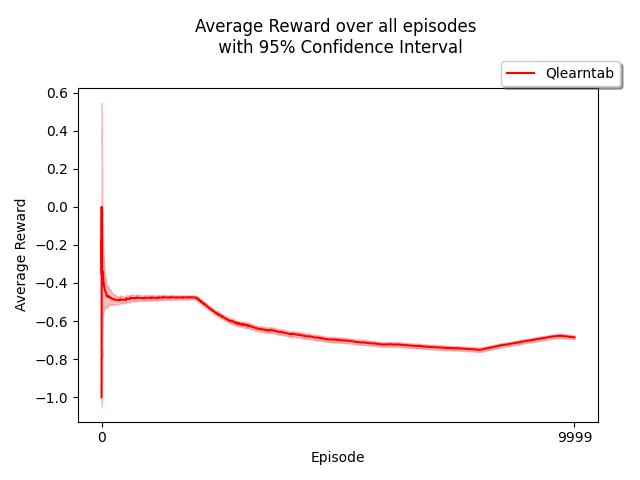 Average Reward over all episodes
with 95% Confidence Interval
Qlearntab
0.6
0.4
0.2
0.0
−0.2
−0.4
−0.6
−0.8
−1.0
Average Reward
0
9999
Episode